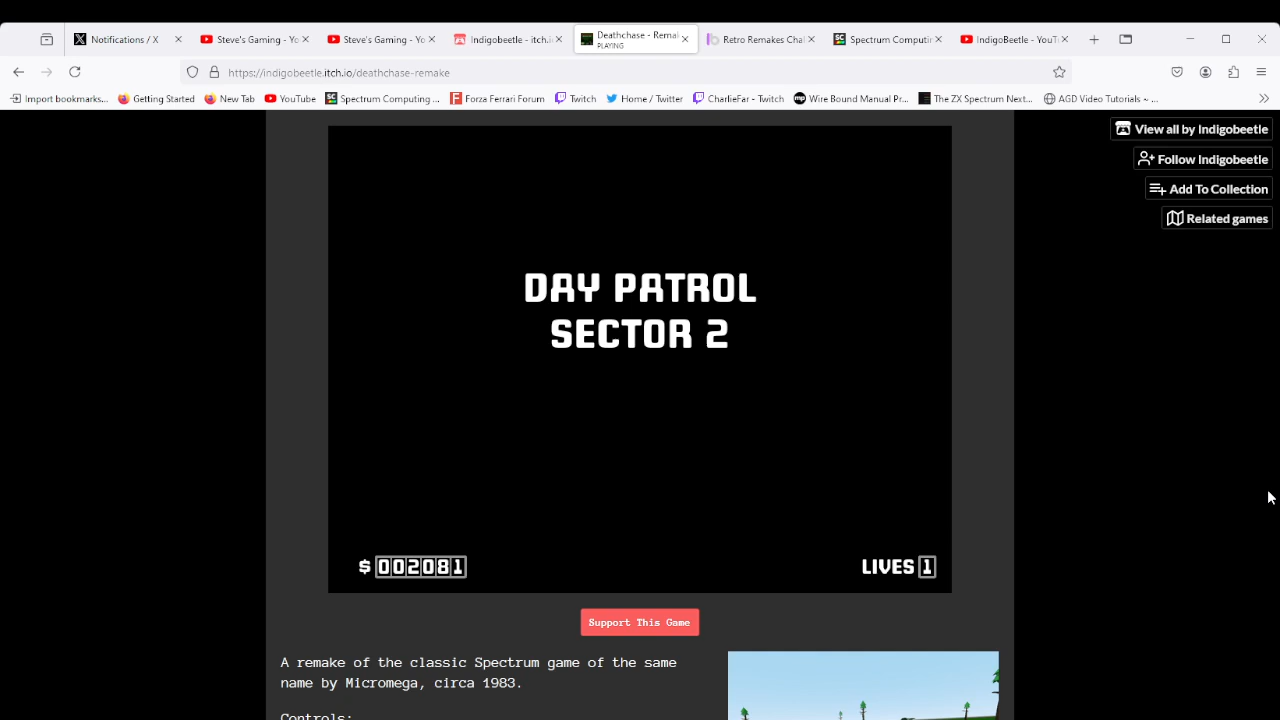 Notifications / X
Steve's Gaming - Yo
Steve's Gaming - Yo
Indigobeetle - itch.i
Deathchase - Remak
PLAYING
Retro Remakes Chal
Spectrum Computin
IndigoBeetle - YouT
https://indigobeetle.itch.io/deathchase-remake
Import bookmarks...
Getting Started
New Tab
YouTube
Spectrum Computing ...
Forza Ferrari Forum
Twitch
Home / Twitter
CharlieFar - Twitch
Wire Bound Manual Pr...
The ZX Spectrum Next...
AGD Video Tutorials ~ ...
View all by Indigobeetle
Follow Indigobeetle
Add To Collection
Related games
DAY PATROL
SECTOR 2
$ 002081
LIVES 1
Support This Game
A remake of the classic Spectrum game of the same
name by Micromega, circa 1983.
Controls: